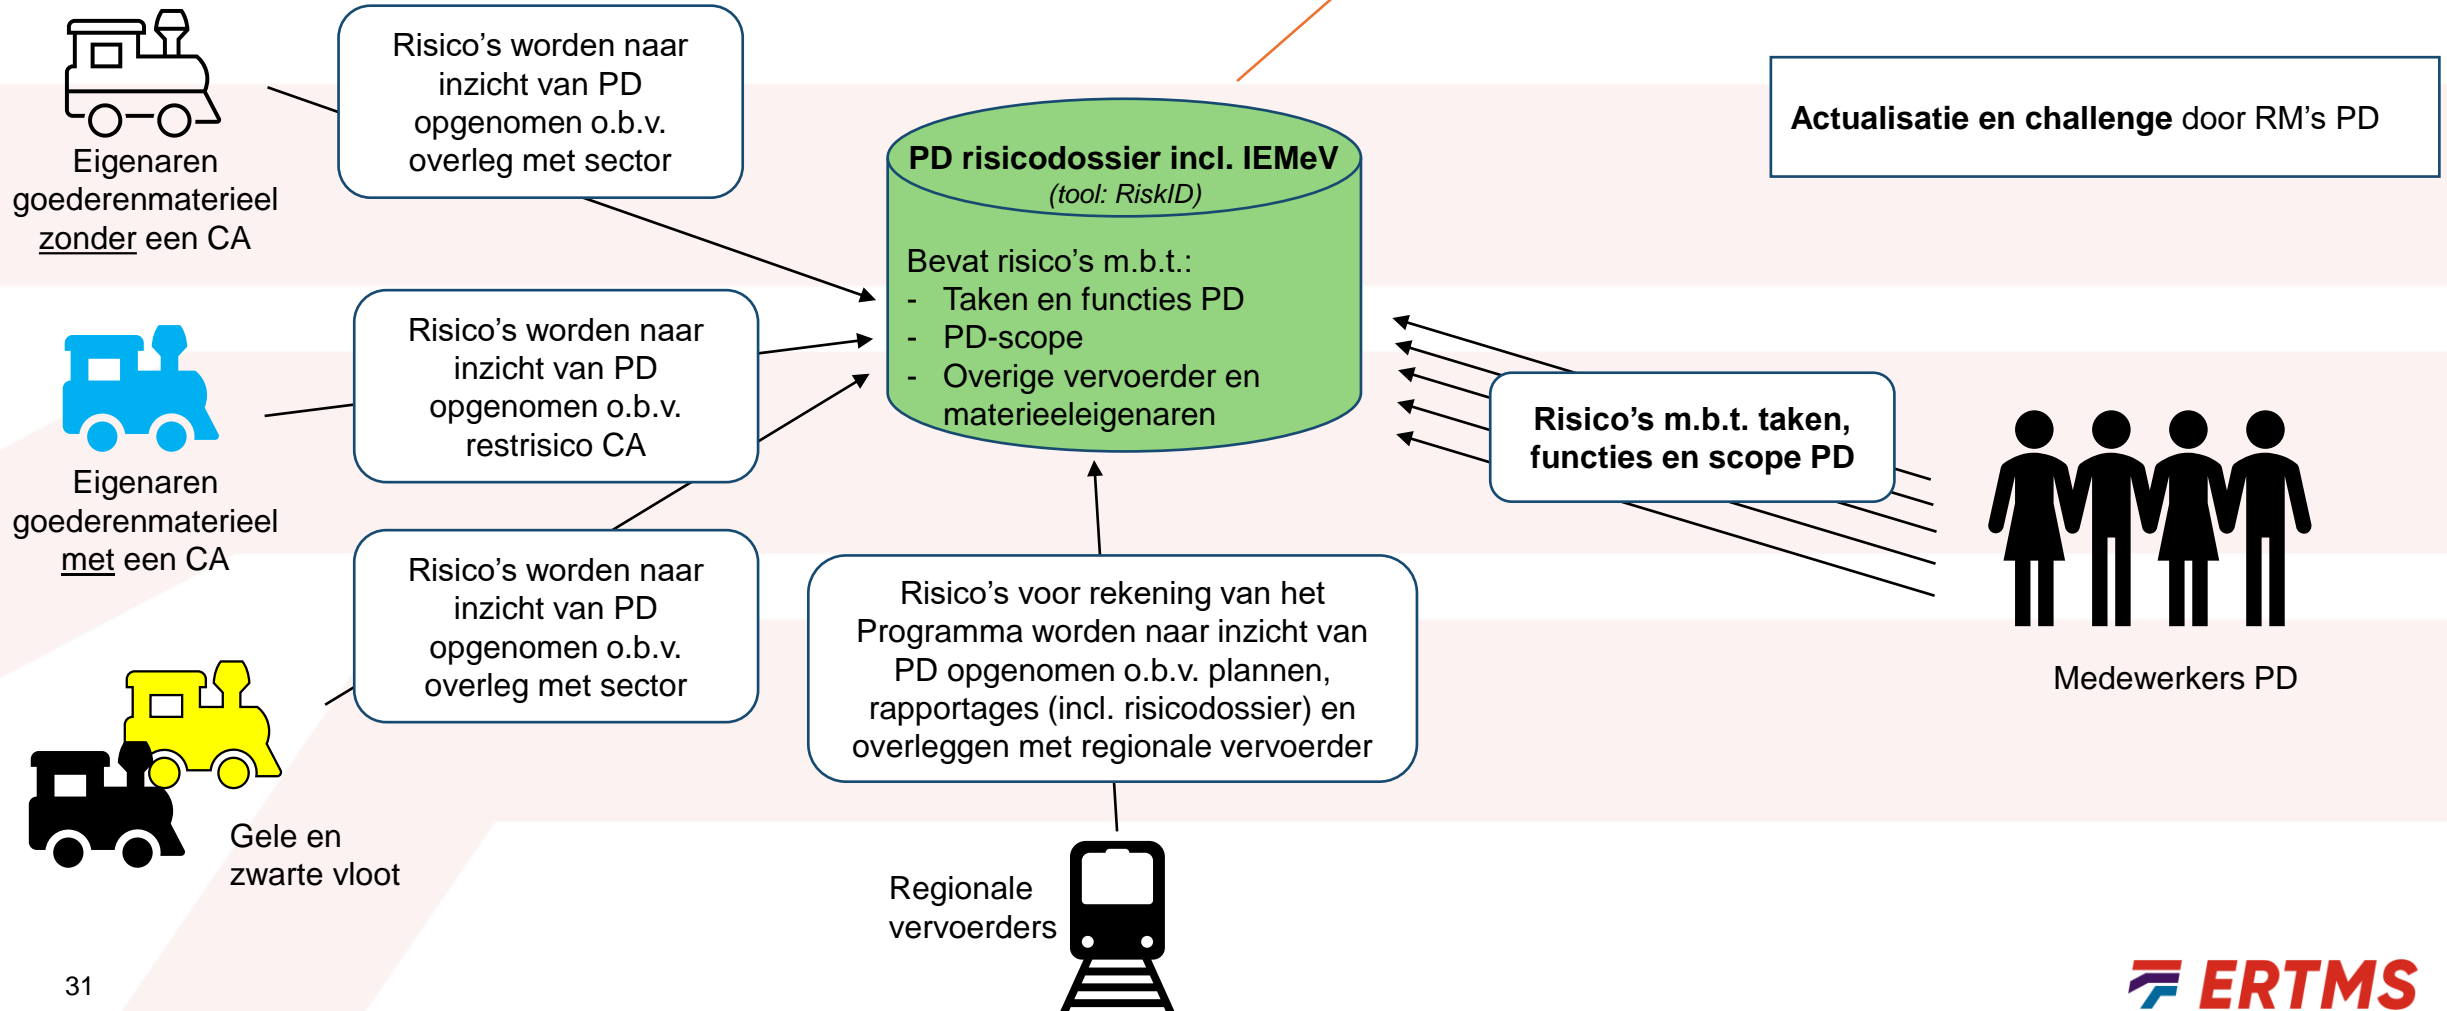 Risico’s worden naar
inzicht van PD
opgenomen o.b.v.
overleg met sector
Eigenaren
goederenmaterieel
zonder een CA
PD risicodossier incl. IEMeV
(tool: RiskID)
Bevat risico’s m.b.t.:
- Taken en functies PD
- PD-scope
- Overige vervoerder en
materieeleigenaren
Actualisatie en challenge door RM’s PD
Risico’s worden naar
inzicht van PD
opgenomen o.b.v.
restrisico CA
Eigenaren
goederenmaterieel
met een CA
Risico’s m.b.t. taken,
functies en scope PD
Medewerkers PD
Risico’s worden naar
inzicht van PD
opgenomen o.b.v.
overleg met sector
Gele en
zwarte vloot
Risico’s voor rekening van het
Programma worden naar inzicht van
PD opgenomen o.b.v. plannen,
rapportages (incl. risicodossier) en
overleggen met regionale vervoerder
Regionale
vervoerders
31
ERTMS